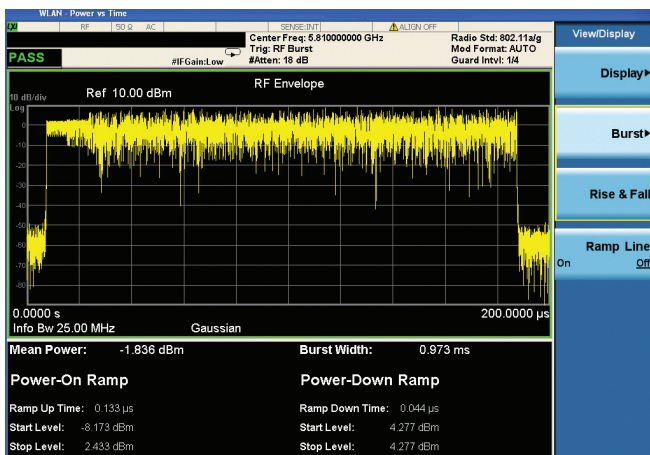 WLAN - Power vs Time
RF 50 Ω AC SENSE:INT ALIGN OFF
Center Freq: 5.810000000 GHz Radio Std: 802.11a/g
Trig: RF Burst Mod Format: AUTO
PASS #IFGain:Low #Atten: 18 dB Guard Intvl: 1/4
View/Display
Display
Burst
Rise & Fall
Ramp Line
On Off
RF Envelope
10 dB/div Ref 10.00 dBm
Log
0
-10
-20
-30
-40
-50
-60
-70
-80
0.0000 s 200.0000 µs
Info Bw 25.00 MHz Gaussian
Mean Power: -1.836 dBm Burst Width: 0.973 ms
Power-On Ramp Power-Down Ramp
Ramp Up Time: 0.133 µs Ramp Down Time: 0.044 µs
Start Level: -8.173 dBm Start Level: 4.277 dBm
Stop Level: 2.433 dBm Stop Level: 4.277 dBm